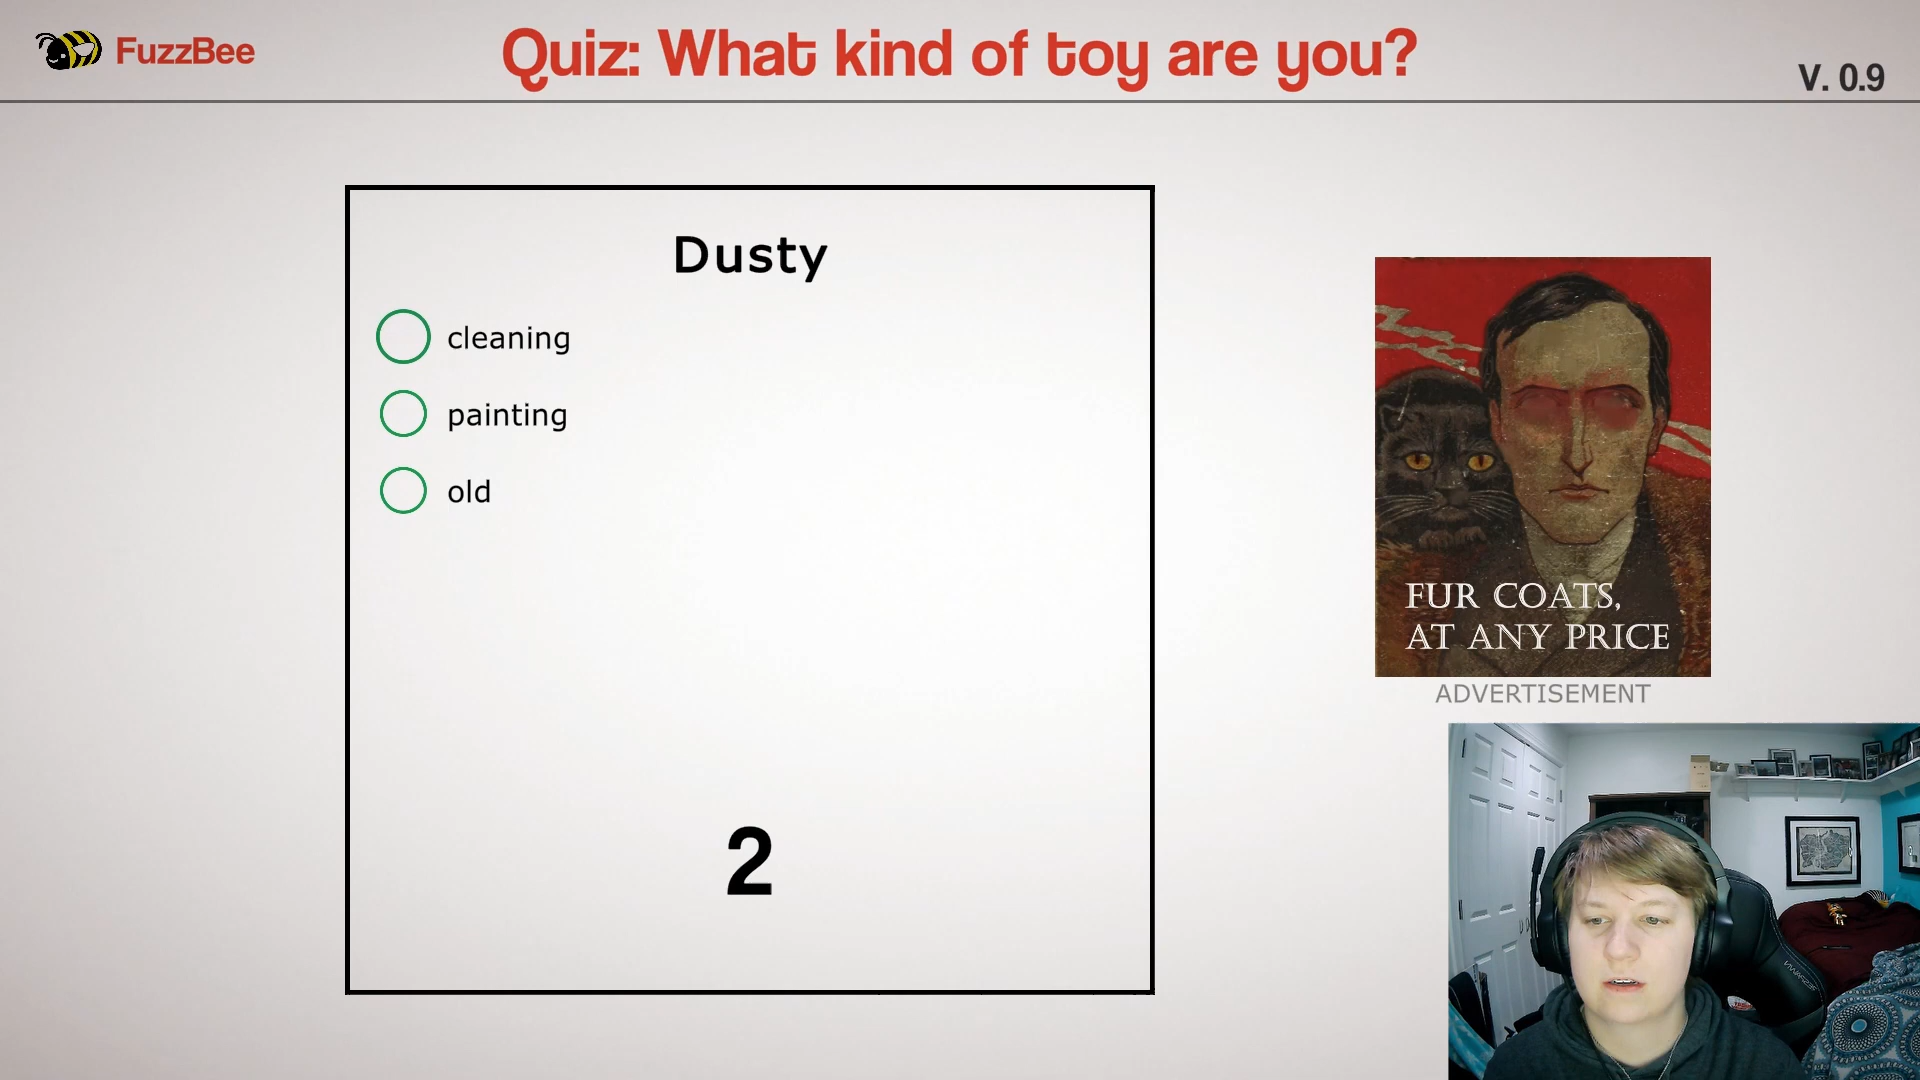 FuzzBee
Quiz: What kind of toy are you?
V. 0.9
Dusty
cleaning
painting
old
2
FUR COATS,
AT ANY PRICE
ADVERTISEMENT